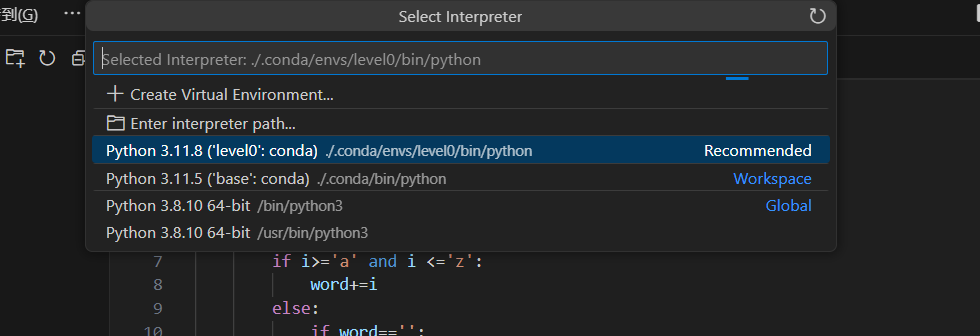 到(G) ···
Select Interpreter
Selected Interpreter: ./.conda/envs/level0/bin/python
Create Virtual Environment...
Enter interpreter path...
Python 3.11.8 ('level0': conda) ./.conda/envs/level0/bin/python Recommended
Python 3.11.5 ('base': conda) ./.conda/bin/python Workspace
Python 3.8.10 64-bit /bin/python3 Global
Python 3.8.10 64-bit /usr/bin/python3
7 if i>='a' and i <='z':
8 word+=i
9 else:
10 if word=='':